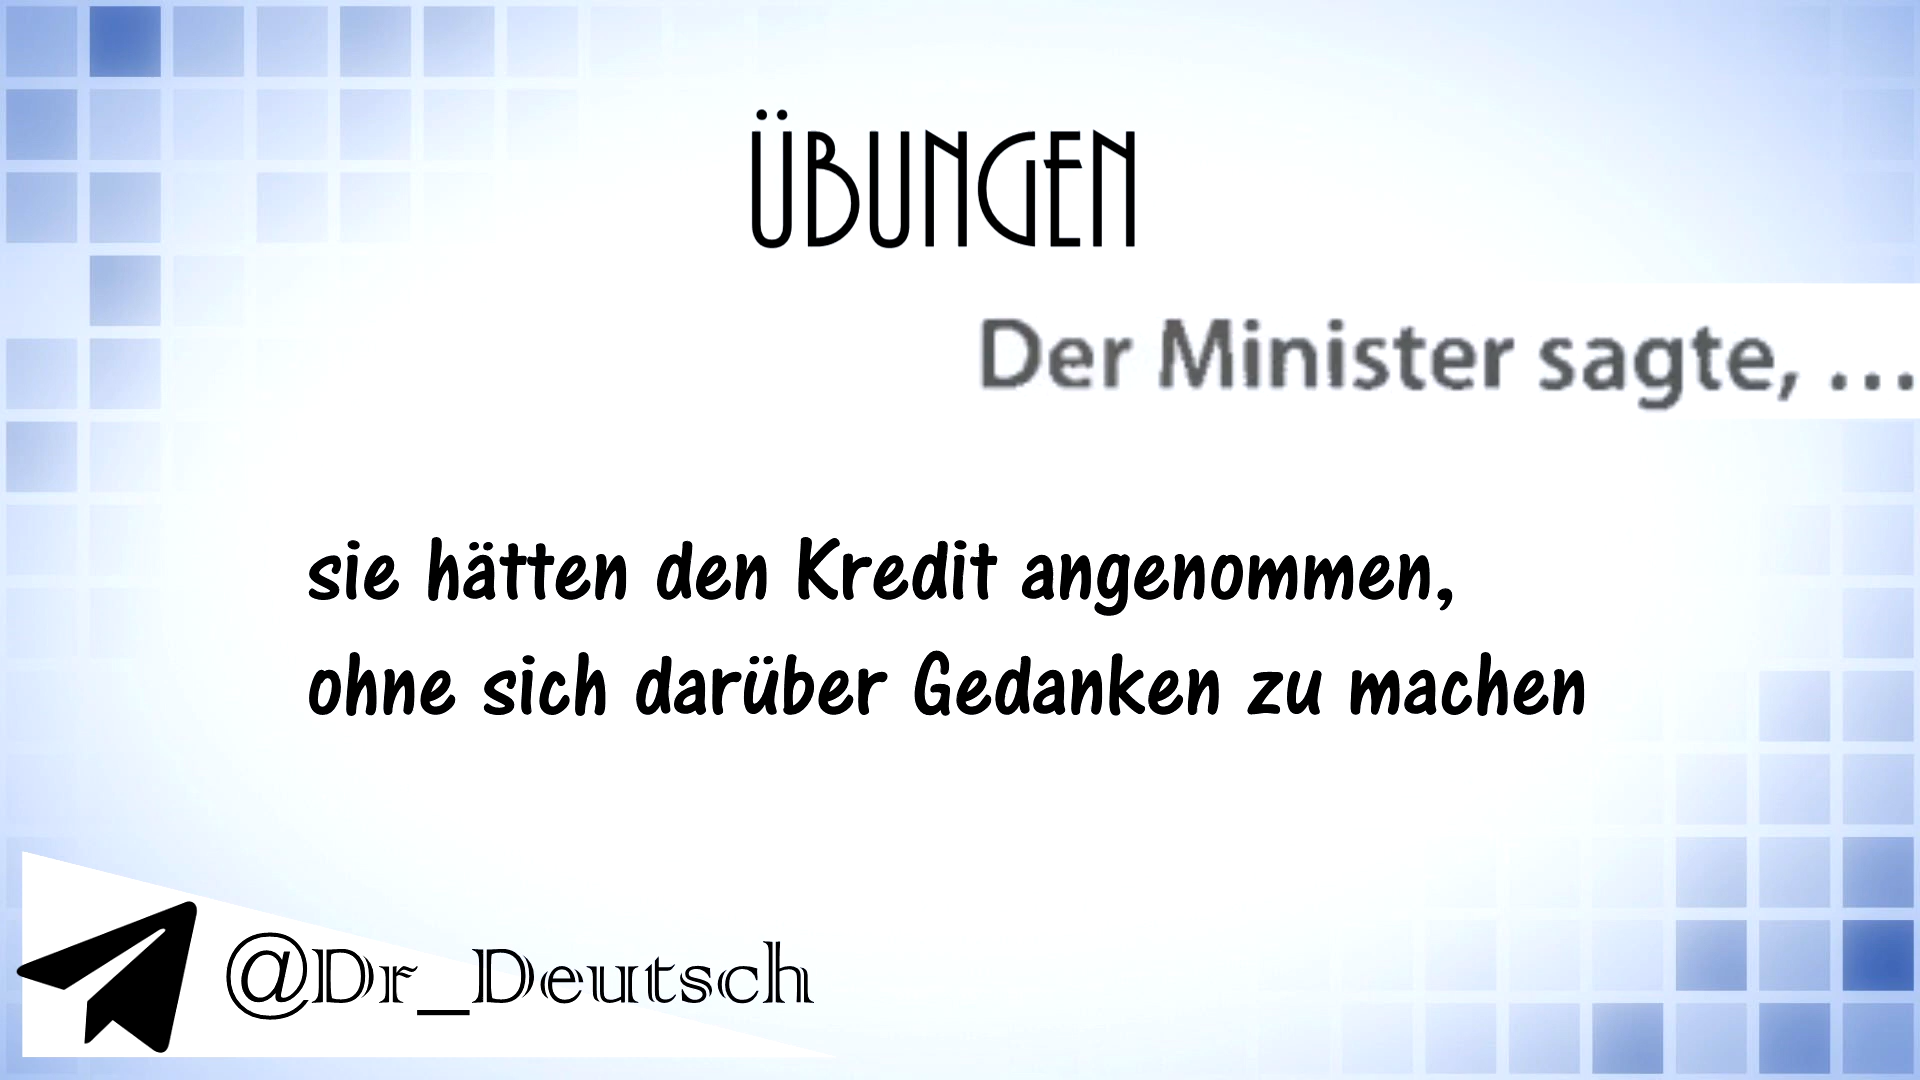 ÜBUNGEN
Der Minister sagte, ...
sie hätten den Kredit angenommen,
ohne sich darüber Gedanken zu machen
@Dr_Deutsch